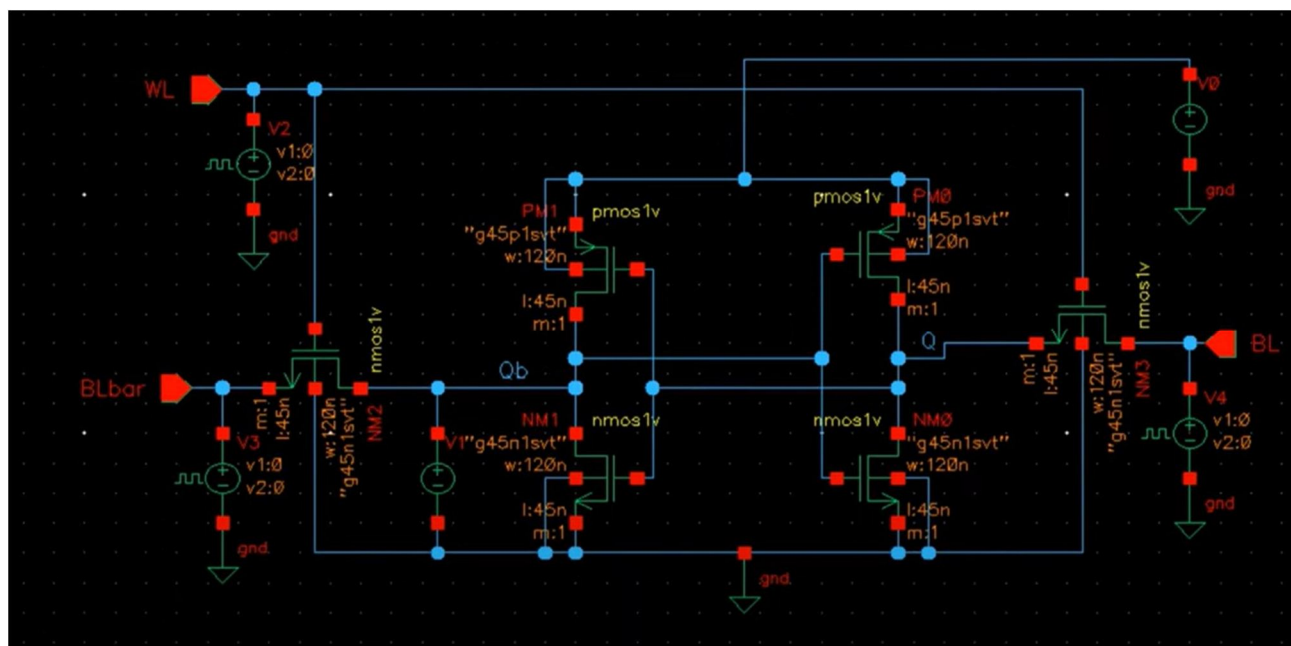 WL
V2
v1:0
v2:0
gnd
V0
gnd
PM1
pmos1v
"g45p1svt"
w:120n
l:45n
m:1
pmos1v
PM0
"g45p1svt"
w:120n
l:45n
m:1
BLbar
V3
v1:0
v2:0
gnd
m:1
l:45n
w:120n
"g45n1svt"
NM2
nmos1v
Qb
V1
NM1
nmos1v
"g45n1svt"
w:120n
l:45n
m:1
Q
nmos1v
NM0
"g45n1svt"
w:120n
l:45n
m:1
gnd
m:1
l:45n
w:120n
"g45n1svt"
NM3
nmos1v
BL
V4
v1:0
v2:0
gnd